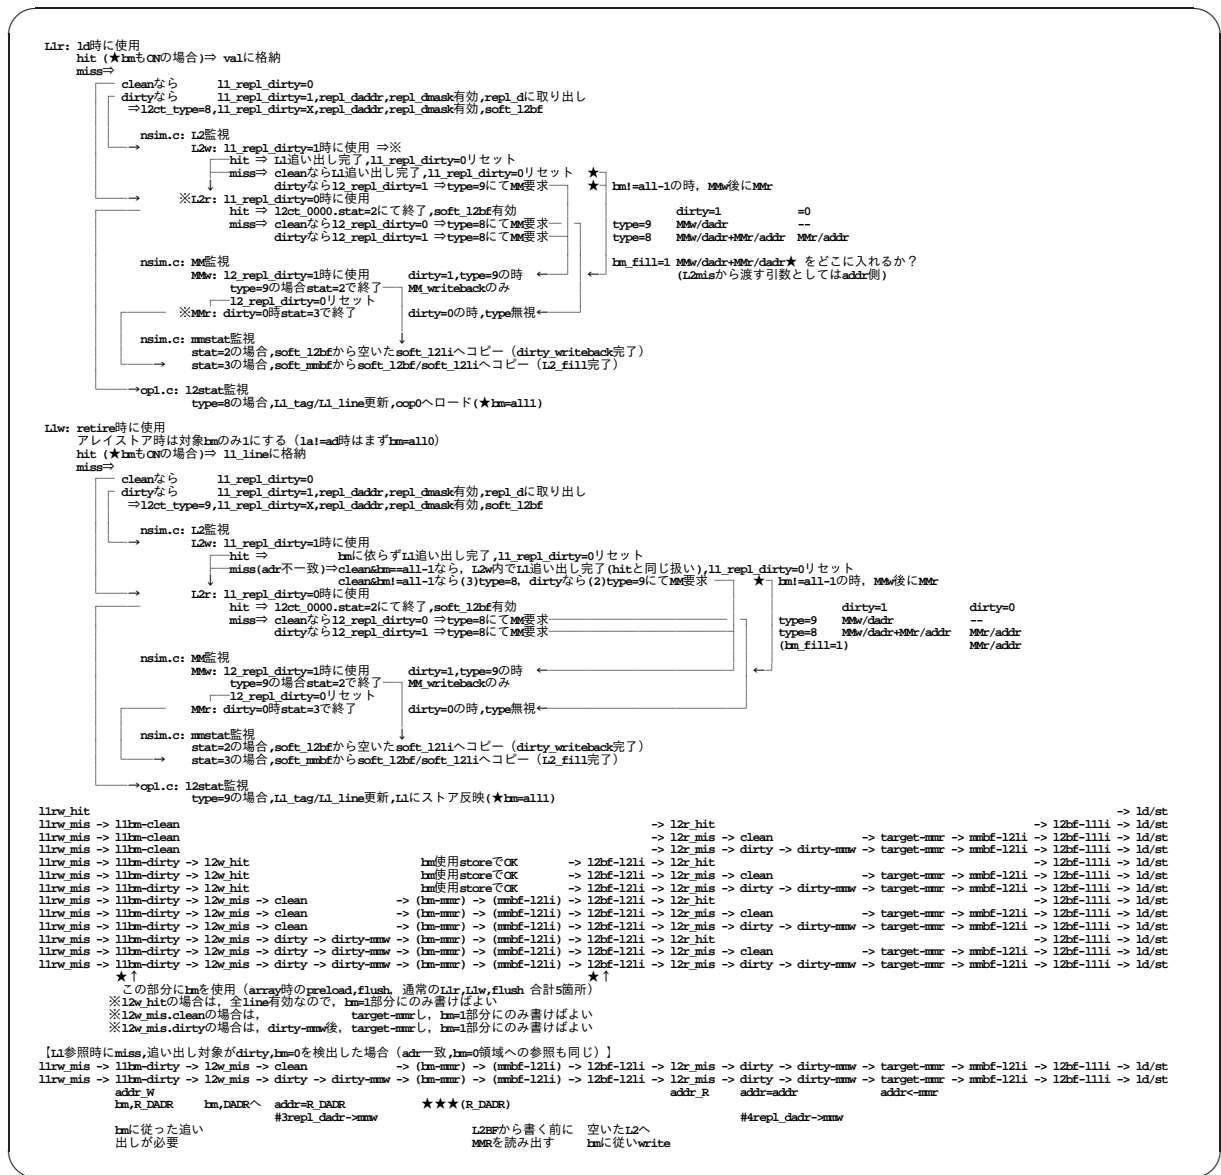 L1r: ld時に使用
hit (★bmもONの場合)⇒ valに格納
miss⇒
cleanなら l1_repl_dirty=0
dirtyなら l1_repl_dirty=1,repl_daddr,repl_dmask有効,repl_dに取り出し
⇒l2ct_type=8,l1_repl_dirty=X,repl_daddr,repl_dmask有効,soft_l2bf
nsim.c: L2監視
→ L2w: l1_repl_dirty=1時に使用 ⇒※
hit ⇒ L1追い出し完了,l1_repl_dirty=0リセット
miss⇒ cleanならL1追い出し完了,l1_repl_dirty=0リセット ★
↓ dirtyならl2_repl_dirty=1 ⇒type=9にてMM要求 ★ bm!=all-1の時, MMw後にMMr
→ ※L2r: l1_repl_dirty=0時に使用
hit ⇒ l2ct_0000.stat=2にて終了,soft_l2bf有効 dirty=1 =0
miss⇒ cleanならl2_repl_dirty=0 ⇒type=8にてMM要求 type=9 MMw/dadr --
dirtyならl2_repl_dirty=1 ⇒type=8にてMM要求 type=8 MMw/dadr+MMr/addr MMr/addr
nsim.c: MM監視 bm_fill=1 MMw/dadr+MMr/dadr★ をどこに入れるか?
MMw: l2_repl_dirty=1時に使用 dirty=1,type=9の時 ← ← (L2misから渡す引数としてはaddr側)
type=9の場合stat=2で終了 MM_writebackのみ
l2_repl_dirty=0リセット
※MMr: dirty=0時stat=3で終了 dirty=0の時,type無視←
nsim.c: mmstat監視 ↓
stat=2の場合,soft_l2bfから空いたsoft_l2liへコピー (dirty_writeback完了)
→ stat=3の場合,soft_mmbfからsoft_l2bf/soft_l2liへコピー (L2_fill完了)
→op1.c: l2stat監視
type=8の場合,L1_tag/L1_line更新,oop0へロード(★bm=all1)
L1w: retire時に使用
アレイストア時は対象bmのみ1にする (la!=ad時はまずbm=all0)
hit (★bmもONの場合)⇒ l1_lineに格納
miss⇒
cleanなら l1_repl_dirty=0
dirtyなら l1_repl_dirty=1,repl_daddr,repl_dmask有効,repl_dに取り出し
⇒l2ct_type=9,l1_repl_dirty=X,repl_daddr,repl_dmask有効,soft_l2bf
nsim.c: L2監視
→ L2w: l1_repl_dirty=1時に使用
hit ⇒ bmに依らずL1追い出し完了,l1_repl_dirty=0リセット
miss(adr不一致)⇒clean&bm==all-1なら, L2w内でL1追い出し完了(hitと同じ扱い),l1_repl_dirty=0リセット
↓ clean&bm!=all-1なら(3)type=8, dirtyなら(2)type=9にてMM要求 ★ bm!=all-1の時, MMw後にMMr
→ L2r: l1_repl_dirty=0時に使用
hit ⇒ l2ct_0000.stat=2にて終了,soft_l2bf有効 dirty=1 dirty=0
miss⇒ cleanならl2_repl_dirty=0 ⇒type=8にてMM要求 type=9 MMw/dadr --
dirtyならl2_repl_dirty=1 ⇒type=8にてMM要求 type=8 MMw/dadr+MMr/addr MMr/addr
(bm_fill=1) MMr/addr
nsim.c: MM監視
MMw: l2_repl_dirty=1時に使用 dirty=1,type=9の時 ← ←
type=9の場合stat=2で終了 MM_writebackのみ
l2_repl_dirty=0リセット
MMr: dirty=0時stat=3で終了 dirty=0の時,type無視←
nsim.c: mmstat監視 ↓
stat=2の場合,soft_l2bfから空いたsoft_l2liへコピー (dirty_writeback完了)
→ stat=3の場合,soft_mmbfからsoft_l2bf/soft_l2liへコピー (L2_fill完了)
→op1.c: l2stat監視
type=9の場合,L1_tag/L1_line更新,L1にストア反映(★bm=all1)
l1rw_hit -> ld/st
l1rw_mis -> l1bm-clean -> l2r_hit -> l2bf-l1li -> ld/st
l1rw_mis -> l1bm-clean -> l2r_mis -> clean -> target-mmr -> mmbf-l2li -> l2bf-l1li -> ld/st
l1rw_mis -> l1bm-clean -> l2r_mis -> dirty -> dirty-mmw -> target-mmr -> mmbf-l2li -> l2bf-l1li -> ld/st
l1rw_mis -> l1bm-dirty -> l2w_hit bm使用storeでOK -> l2bf-l2li -> l2r_hit -> l2bf-l1li -> ld/st
l1rw_mis -> l1bm-dirty -> l2w_hit bm使用storeでOK -> l2bf-l2li -> l2r_mis -> clean -> target-mmr -> mmbf-l2li -> l2bf-l1li -> ld/st
l1rw_mis -> l1bm-dirty -> l2w_hit bm使用storeでOK -> l2bf-l2li -> l2r_mis -> dirty -> dirty-mmw -> target-mmr -> mmbf-l2li -> l2bf-l1li -> ld/st
l1rw_mis -> l1bm-dirty -> l2w_mis -> clean -> (bm-mmr) -> (mmbf-l2li) -> l2bf-l2li -> l2r_hit -> l2bf-l1li -> ld/st
l1rw_mis -> l1bm-dirty -> l2w_mis -> clean -> (bm-mmr) -> (mmbf-l2li) -> l2bf-l2li -> l2r_mis -> clean -> target-mmr -> mmbf-l2li -> l2bf-l1li -> ld/st
l1rw_mis -> l1bm-dirty -> l2w_mis -> clean -> (bm-mmr) -> (mmbf-l2li) -> l2bf-l2li -> l2r_mis -> dirty -> dirty-mmw -> target-mmr -> mmbf-l2li -> l2bf-l1li -> ld/st
l1rw_mis -> l1bm-dirty -> l2w_mis -> dirty -> dirty-mmw -> (bm-mmr) -> (mmbf-l2li) -> l2bf-l2li -> l2r_hit -> l2bf-l1li -> ld/st
l1rw_mis -> l1bm-dirty -> l2w_mis -> dirty -> dirty-mmw -> (bm-mmr) -> (mmbf-l2li) -> l2bf-l2li -> l2r_mis -> clean -> target-mmr -> mmbf-l2li -> l2bf-l1li -> ld/st
l1rw_mis -> l1bm-dirty -> l2w_mis -> dirty -> dirty-mmw -> (bm-mmr) -> (mmbf-l2li) -> l2bf-l2li -> l2r_mis -> dirty -> dirty-mmw -> target-mmr -> mmbf-l2li -> l2bf-l1li -> ld/st
★↑ ★↑
この部分にbmを使用 (array時のpreload,flush, 通常のL1r,L1w,flush 合計5箇所)
※l2w_hitの場合は, 全line有効なので, bm=1部分にのみ書けばよい
※l2w_mis.cleanの場合は, target-mmrし, bm=1部分にのみ書けばよい
※l2w_mis.dirtyの場合は, dirty-mmw後, target-mmrし, bm=1部分にのみ書けばよい
【L1参照時にmiss,追い出し対象がdirty,bm=0を検出した場合 (adr一致,bm=0領域への参照も同じ) 】
l1rw_mis -> l1bm-dirty -> l2w_mis -> clean -> (bm-mmr) -> (mmbf-l2li) -> l2bf-l2li -> l2r_mis -> dirty -> dirty-mmw -> target-mmr -> mmbf-l2li -> l2bf-l1li -> ld/st
l1rw_mis -> l1bm-dirty -> l2w_mis -> dirty -> dirty-mmw -> (bm-mmr) -> (mmbf-l2li) -> l2bf-l2li -> l2r_mis -> dirty -> dirty-mmw -> target-mmr -> mmbf-l2li -> l2bf-l1li -> ld/st
addr_W addr_R addr=addr addr<-mmr
bm,R_DADR bm,DADRへ addr=R_DADR ★★★(R_DADR)
#3repl_dadr->mmw #4repl_dadr->mmw
bmに従った追い L2BFから書く前に 空いたL2へ
出しが必要 MMRを読み出す bmに従いwrite